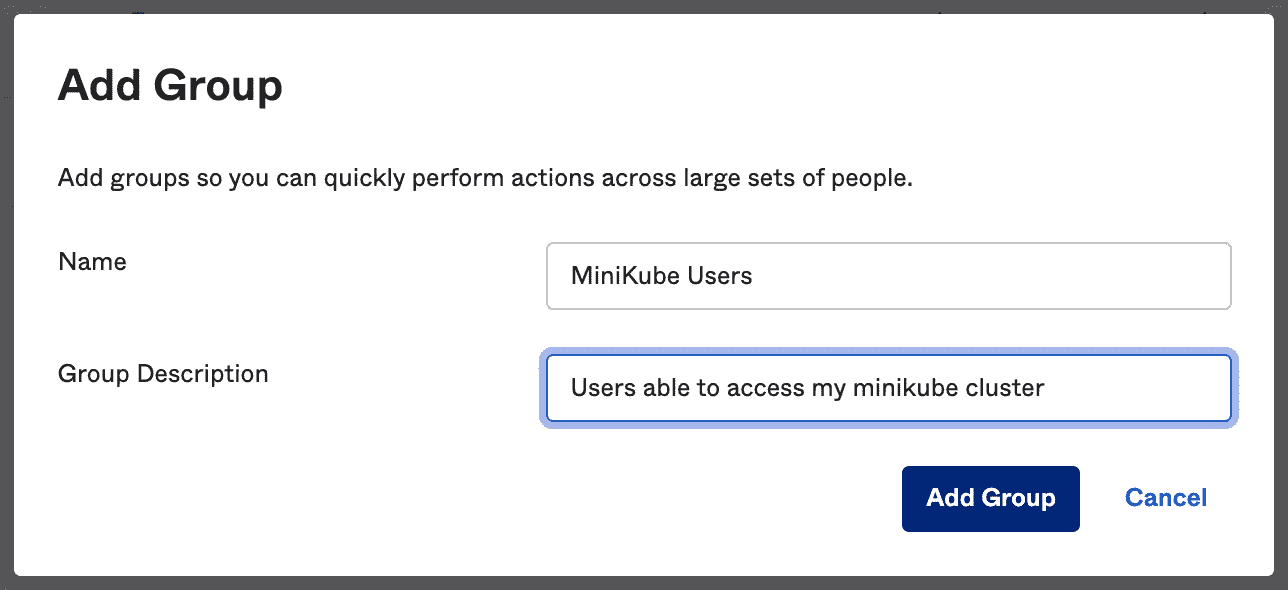 Add Group
Add groups so you can quickly perform actions across large sets of people.
Name
MiniKube Users
Group Description
Users able to access my minikube cluster
Add Group
Cancel